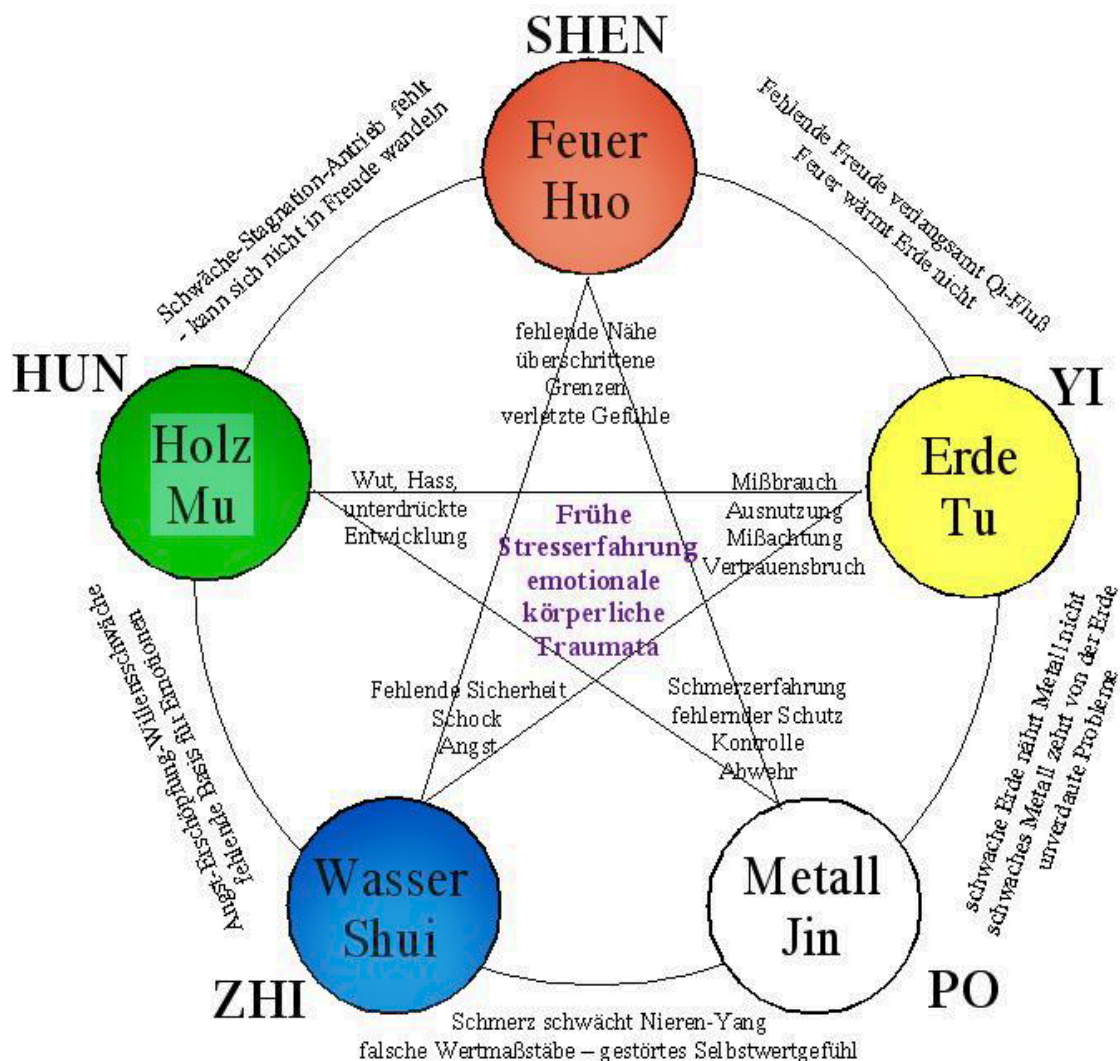 SHEN
Feuer
Huo
Schwäche-Stagnation-Antrieb fehlt
- kann sich nicht in Freude wandeln
Fehlende Freude verlangsamt Qi-Fluß
Feuer wärmt Erde nicht
HUN
Holz
Mu
YI
Erde
Tu
fehlende Nähe
überschrittene
Grenzen
verletzte Gefühle
Wut, Hass,
unterdrückte
Entwicklung
Mißbrauch
Ausnutzung
Mißachtung
Vertrauensbruch
Frühe
Stresserfahrung
emotionale
körperliche
Traumata
Fehlende Sicherheit
Schock
Angst
Schmerzerfahrung
fehlernder Schutz
Kontrolle
Abwehr
Angst-Erschöpfung-Willensschwäche
fehlende Basis für Emotionen
schwache Erde nährt Metall nicht
schwaches Metall zehrt von der Erde
unverdaute Probleme
Wasser
Shui
ZHI
Metall
Jin
PO
Schmerz schwächt Nieren-Yang
falsche Wertmaßstäbe – gestörtes Selbstwertgefühl